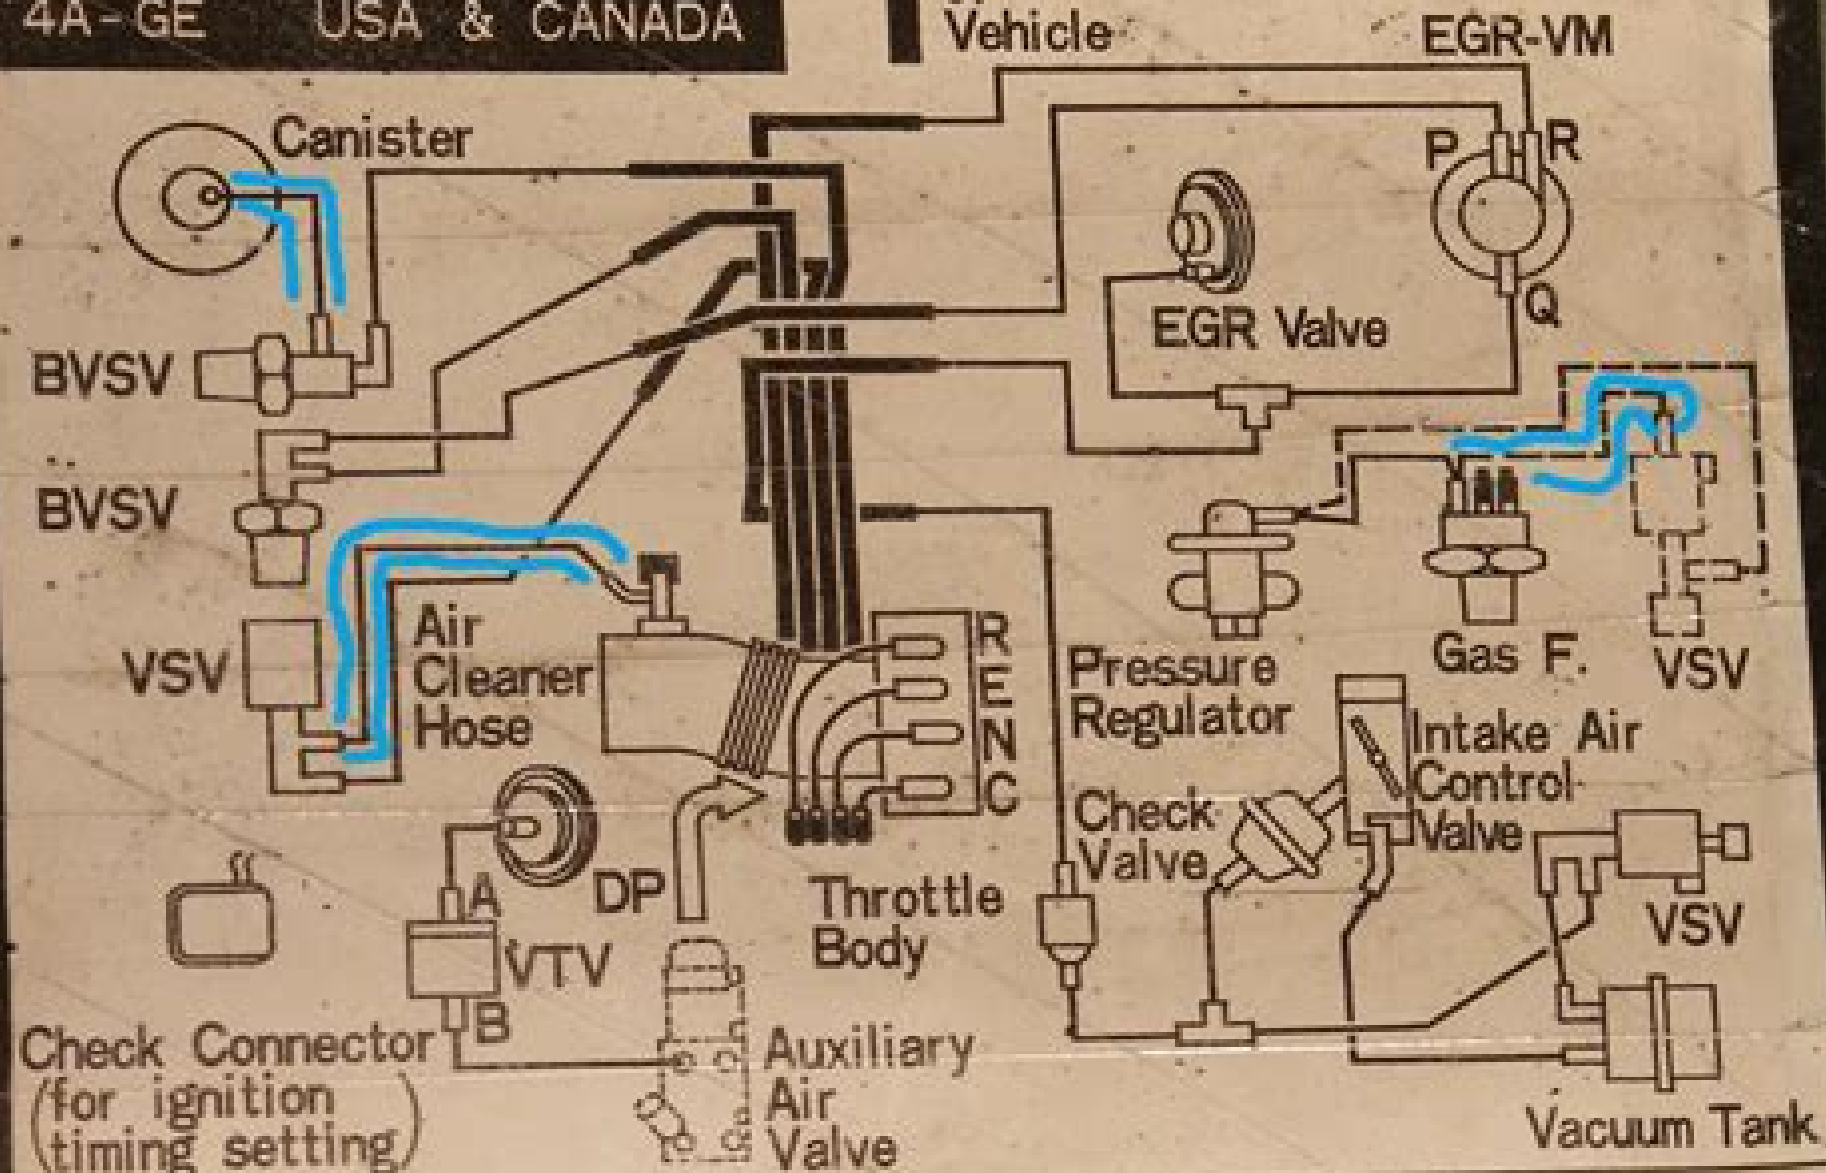 4A-GE USA & CANADA
Vehicle
EGR-VM
Canister
P
R
Q
EGR Valve
BVSV
BVSV
VSV
Air
Cleaner
Hose
R
E
N
C
Pressure
Regulator
Gas F.
VSV
Intake Air
Control
Valve
Check
Valve
VSV
A
DP
VTV
B
Throttle
Body
Check Connector
(for ignition
timing setting)
Auxiliary
Air
Valve
Vacuum Tank